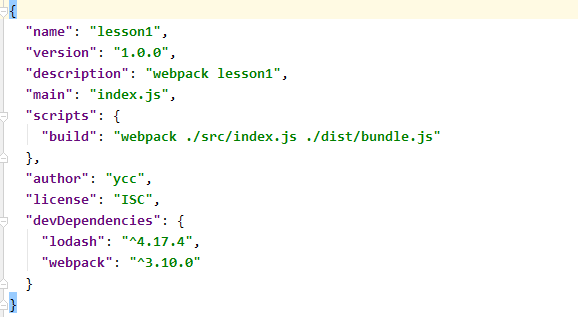 {
  "name": "lesson1",
  "version": "1.0.0",
  "description": "webpack lesson1",
  "main": "index.js",
  "scripts": {
    "build": "webpack ./src/index.js ./dist/bundle.js"
  },
  "author": "ycc",
  "license": "ISC",
  "devDependencies": {
    "lodash": "^4.17.4",
    "webpack": "^3.10.0"
  }
}